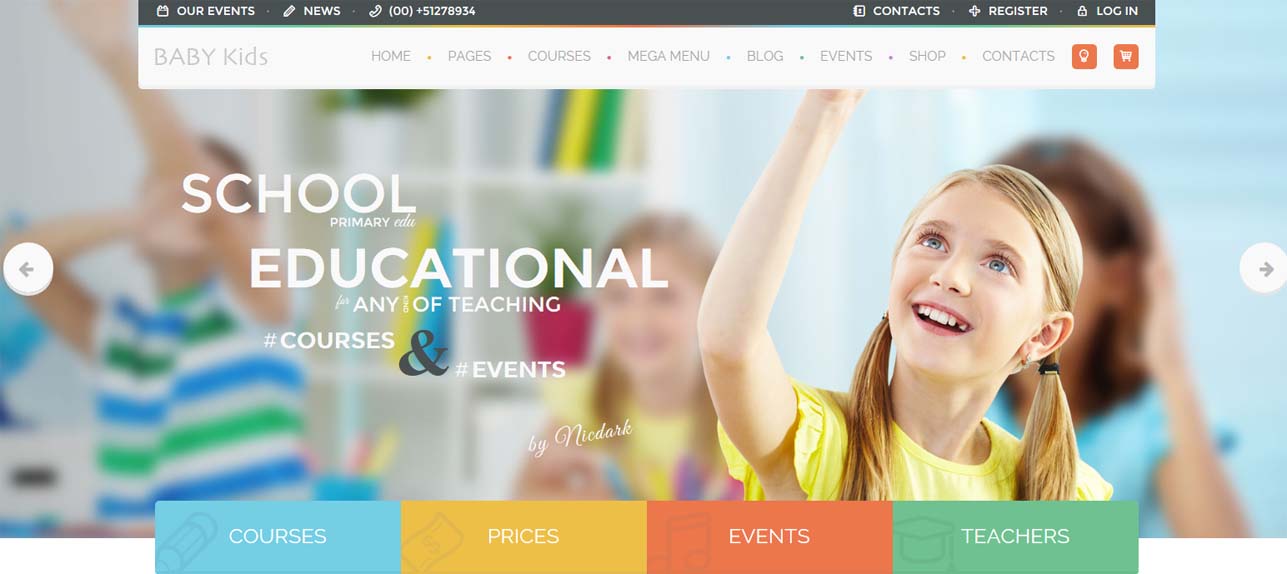 OUR EVENTS · NEWS · (00) +51278934 CONTACTS · REGISTER · LOG IN
BABY Kids HOME • PAGES • COURSES • MEGA MENU • BLOG • EVENTS • SHOP • CONTACTS
SCHOOL
PRIMARY edu
EDUCATIONAL
for ANY KIND OF TEACHING
# COURSES &
# EVENTS
by Nicdark
COURSES PRICES EVENTS TEACHERS